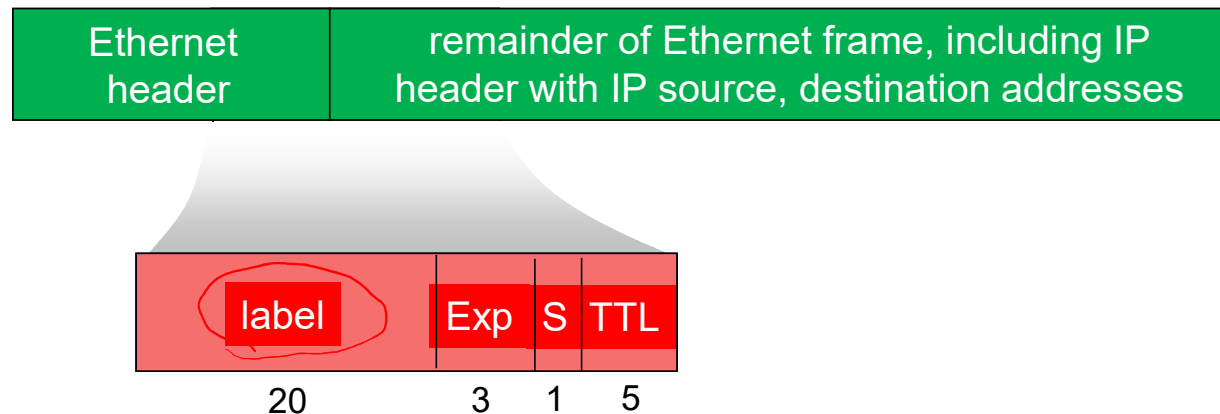 Ethernet
header
remainder of Ethernet frame, including IP
header with IP source, destination addresses
label Exp S TTL
20 3 1 5